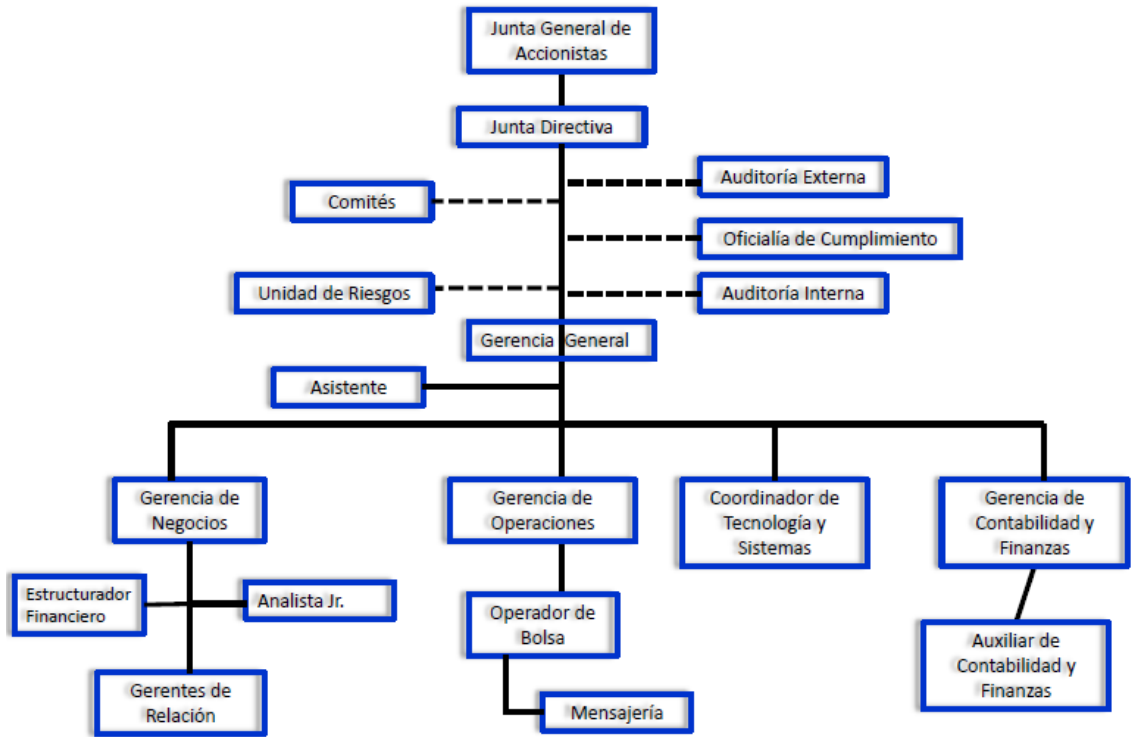 Junta General de
Accionistas
Junta Directiva
Auditoría Externa
Comités
Oficialía de Cumplimiento
Unidad de Riesgos
Auditoría Interna
Gerencia General
Asistente
Gerencia de
Negocios
Gerencia de
Operaciones
Coordinador de
Tecnología y
Sistemas
Gerencia de
Contabilidad y
Finanzas
Estructurador
Financiero
Analista Jr.
Operador de
Bolsa
Auxiliar de
Contabilidad y
Finanzas
Gerentes de
Relación
Mensajería